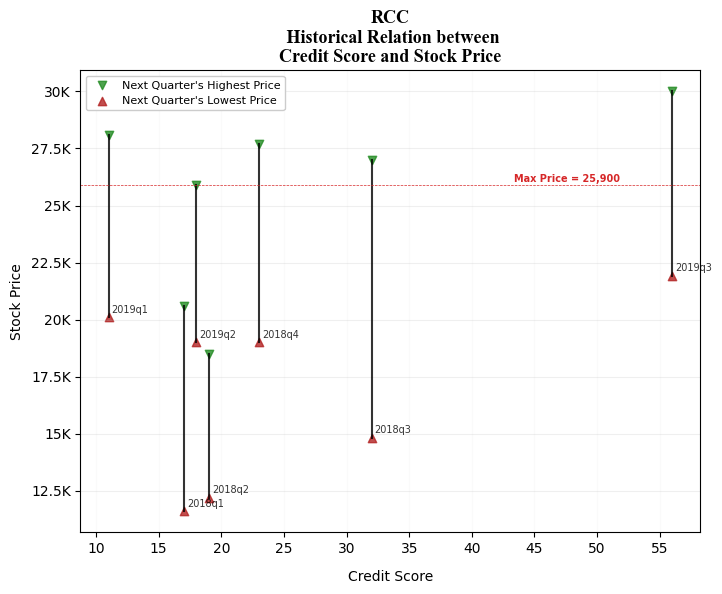 RCC
Historical Relation between
Credit Score and Stock Price
Next Quarter's Highest Price
Next Quarter's Lowest Price
30K
27.5K
25K
22.5K
20K
17.5K
15K
12.5K
Stock Price
Max Price = 25,900
2019q3
2019q1
2019q2
2018q4
2018q3
2018q2
2018q1
10
15
20
25
30
35
40
45
50
55
Credit Score